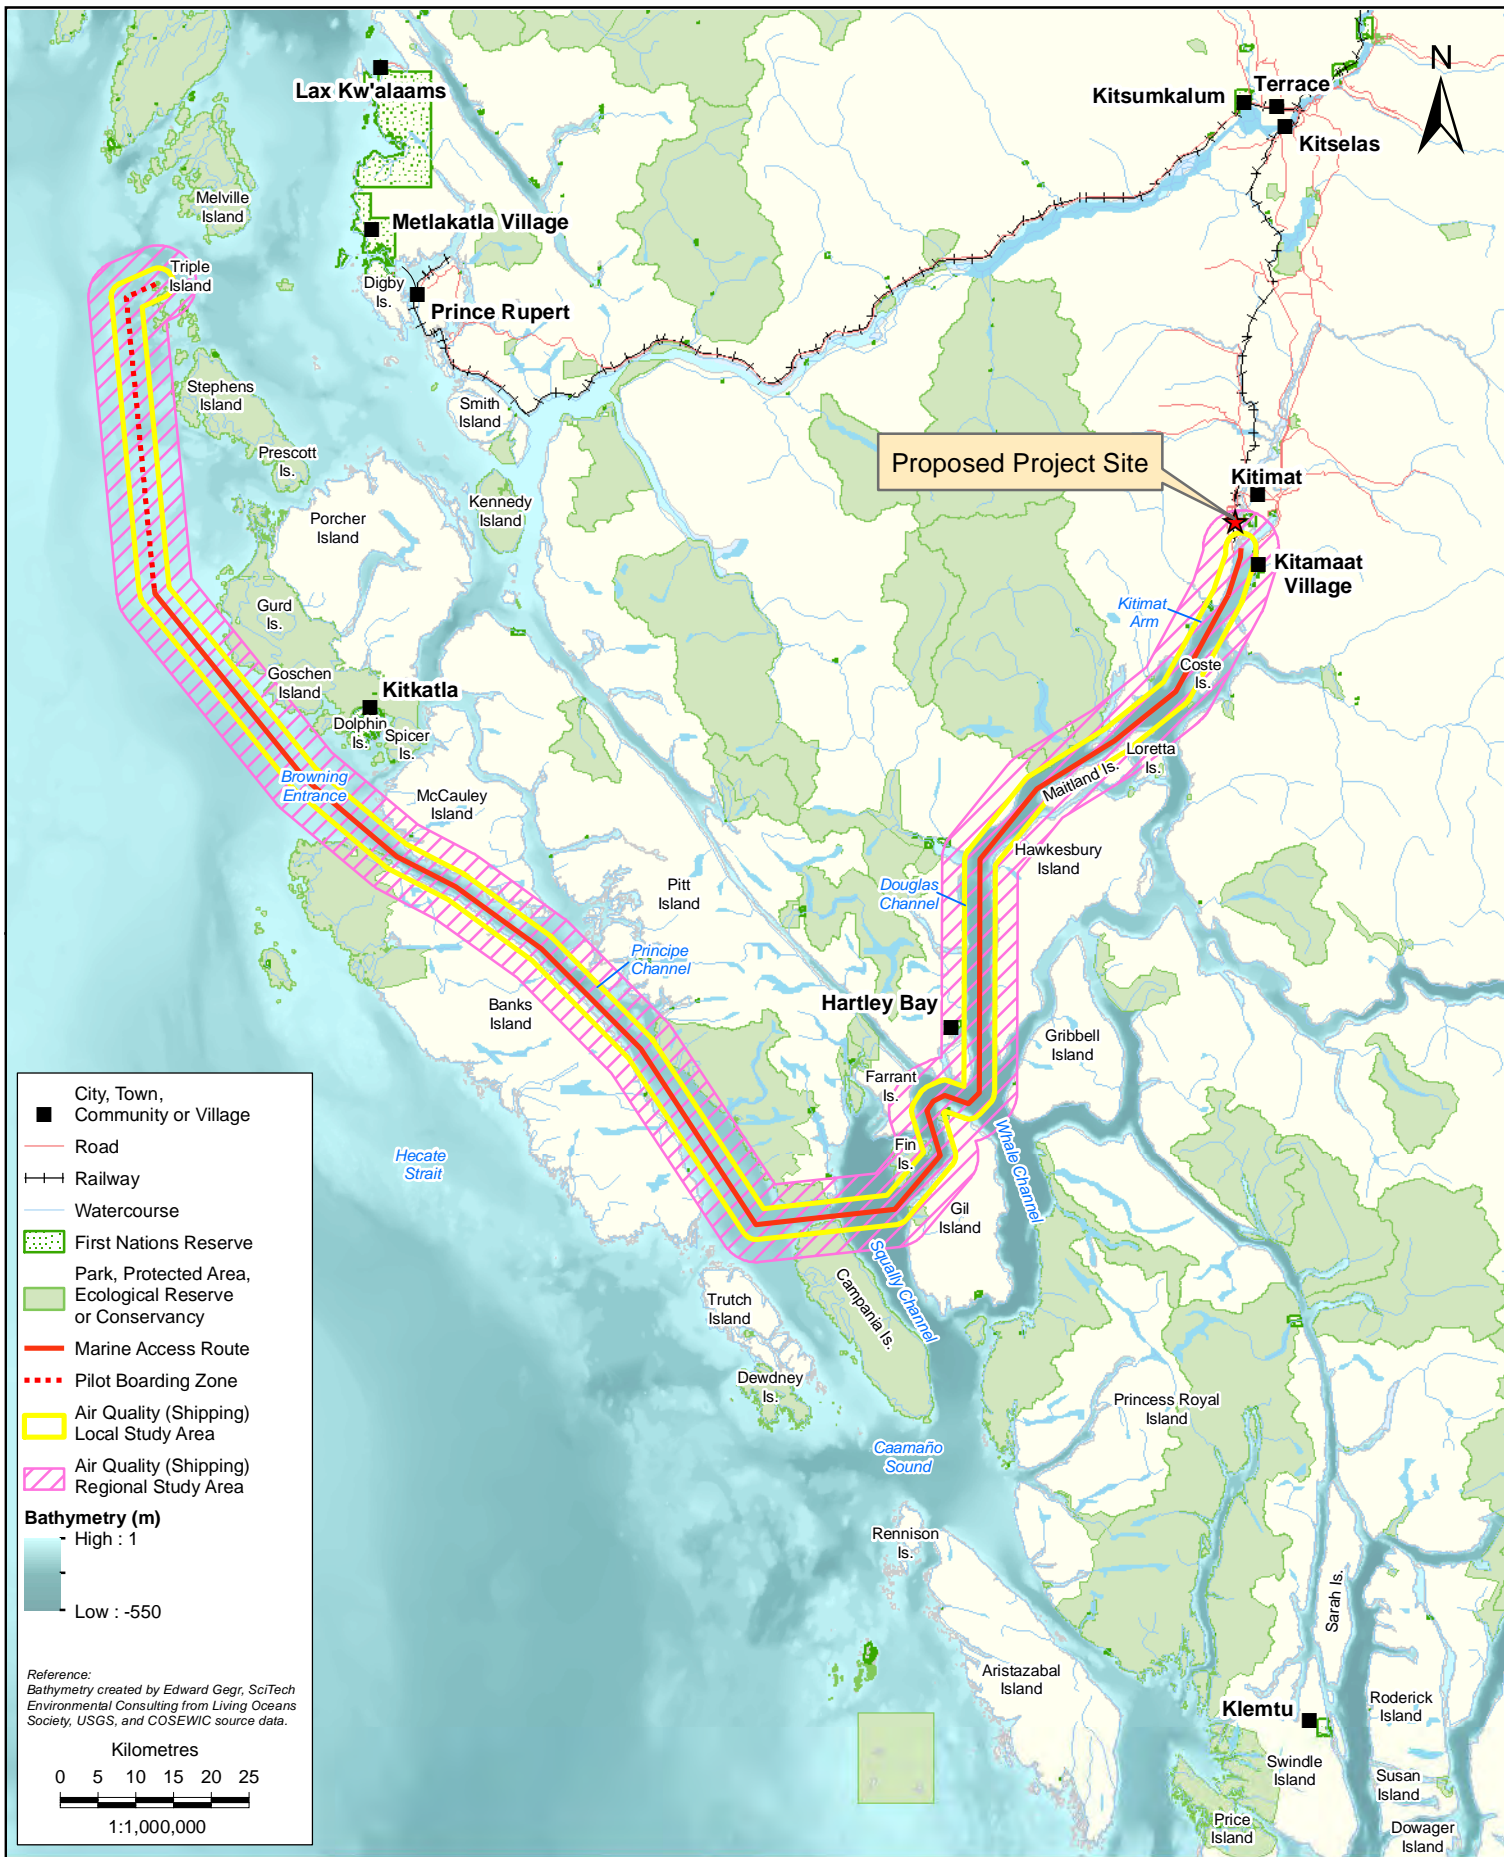 N
Lax Kw'alaams
Kitsumkalum
Terrace
Kitselas
Melville
Island
Metlakatla Village
Triple
Island
Digby
Is.
Prince Rupert
Stephens
Island
Smith
Island
Prescott
Is.
Proposed Project Site
Kitimat
Kennedy
Island
Porcher
Island
Kitamaat
Village
Gurd
Is.
Kitimat
Arm
Goschen
Island
Kitkatla
Coste
Is.
Dolphin
Is.
Spicer
Is.
Loretta
Is.
Maitland Is.
Browning
Entrance
McCauley
Island
Hawkesbury
Island
Pitt
Island
Douglas
Channel
Principe
Channel
Banks
Island
Hartley Bay
Gribbell
Island
Farrant
Is.
Fin
Is.
Whale Channel
Hecate
Strait
Gil
Island
Squally Channel
Campania Is.
Trutch
Island
Dewdney
Is.
Princess Royal
Island
Caamaño
Sound
Rennison
Is.
Sarah Is.
Aristazabal
Island
Klemtu
Roderick
Island
Swindle
Island
Susan
Island
Price
Island
Dowager
Island
City, Town,
Community or Village
Road
Railway
Watercourse
First Nations Reserve
Park, Protected Area,
Ecological Reserve
or Conservancy
Marine Access Route
Pilot Boarding Zone
Air Quality (Shipping)
Local Study Area
Air Quality (Shipping)
Regional Study Area
Bathymetry (m)
High : 1
Low : -550
Reference:
Bathymetry created by Edward Gegr, SciTech
Environmental Consulting from Living Oceans
Society, USGS, and COSEWIC source data.
Kilometres
0 5 10 15 20 25
1:1,000,000